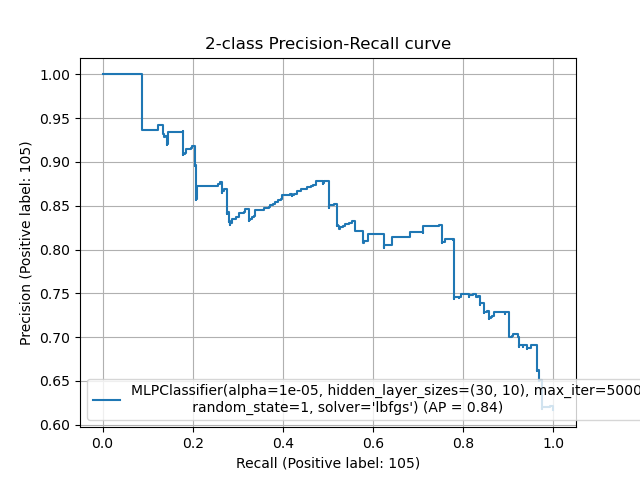 2-class Precision-Recall curve
1.00
0.95
0.90
0.85
0.80
0.75
0.70
0.65
0.60
Precision (Positive label: 105)
MLPClassifier(alpha=1e-05, hidden_layer_sizes=(30, 10), max_iter=5000
random_state=1, solver='lbfgs') (AP = 0.84)
0.0 0.2 0.4 0.6 0.8 1.0
Recall (Positive label: 105)